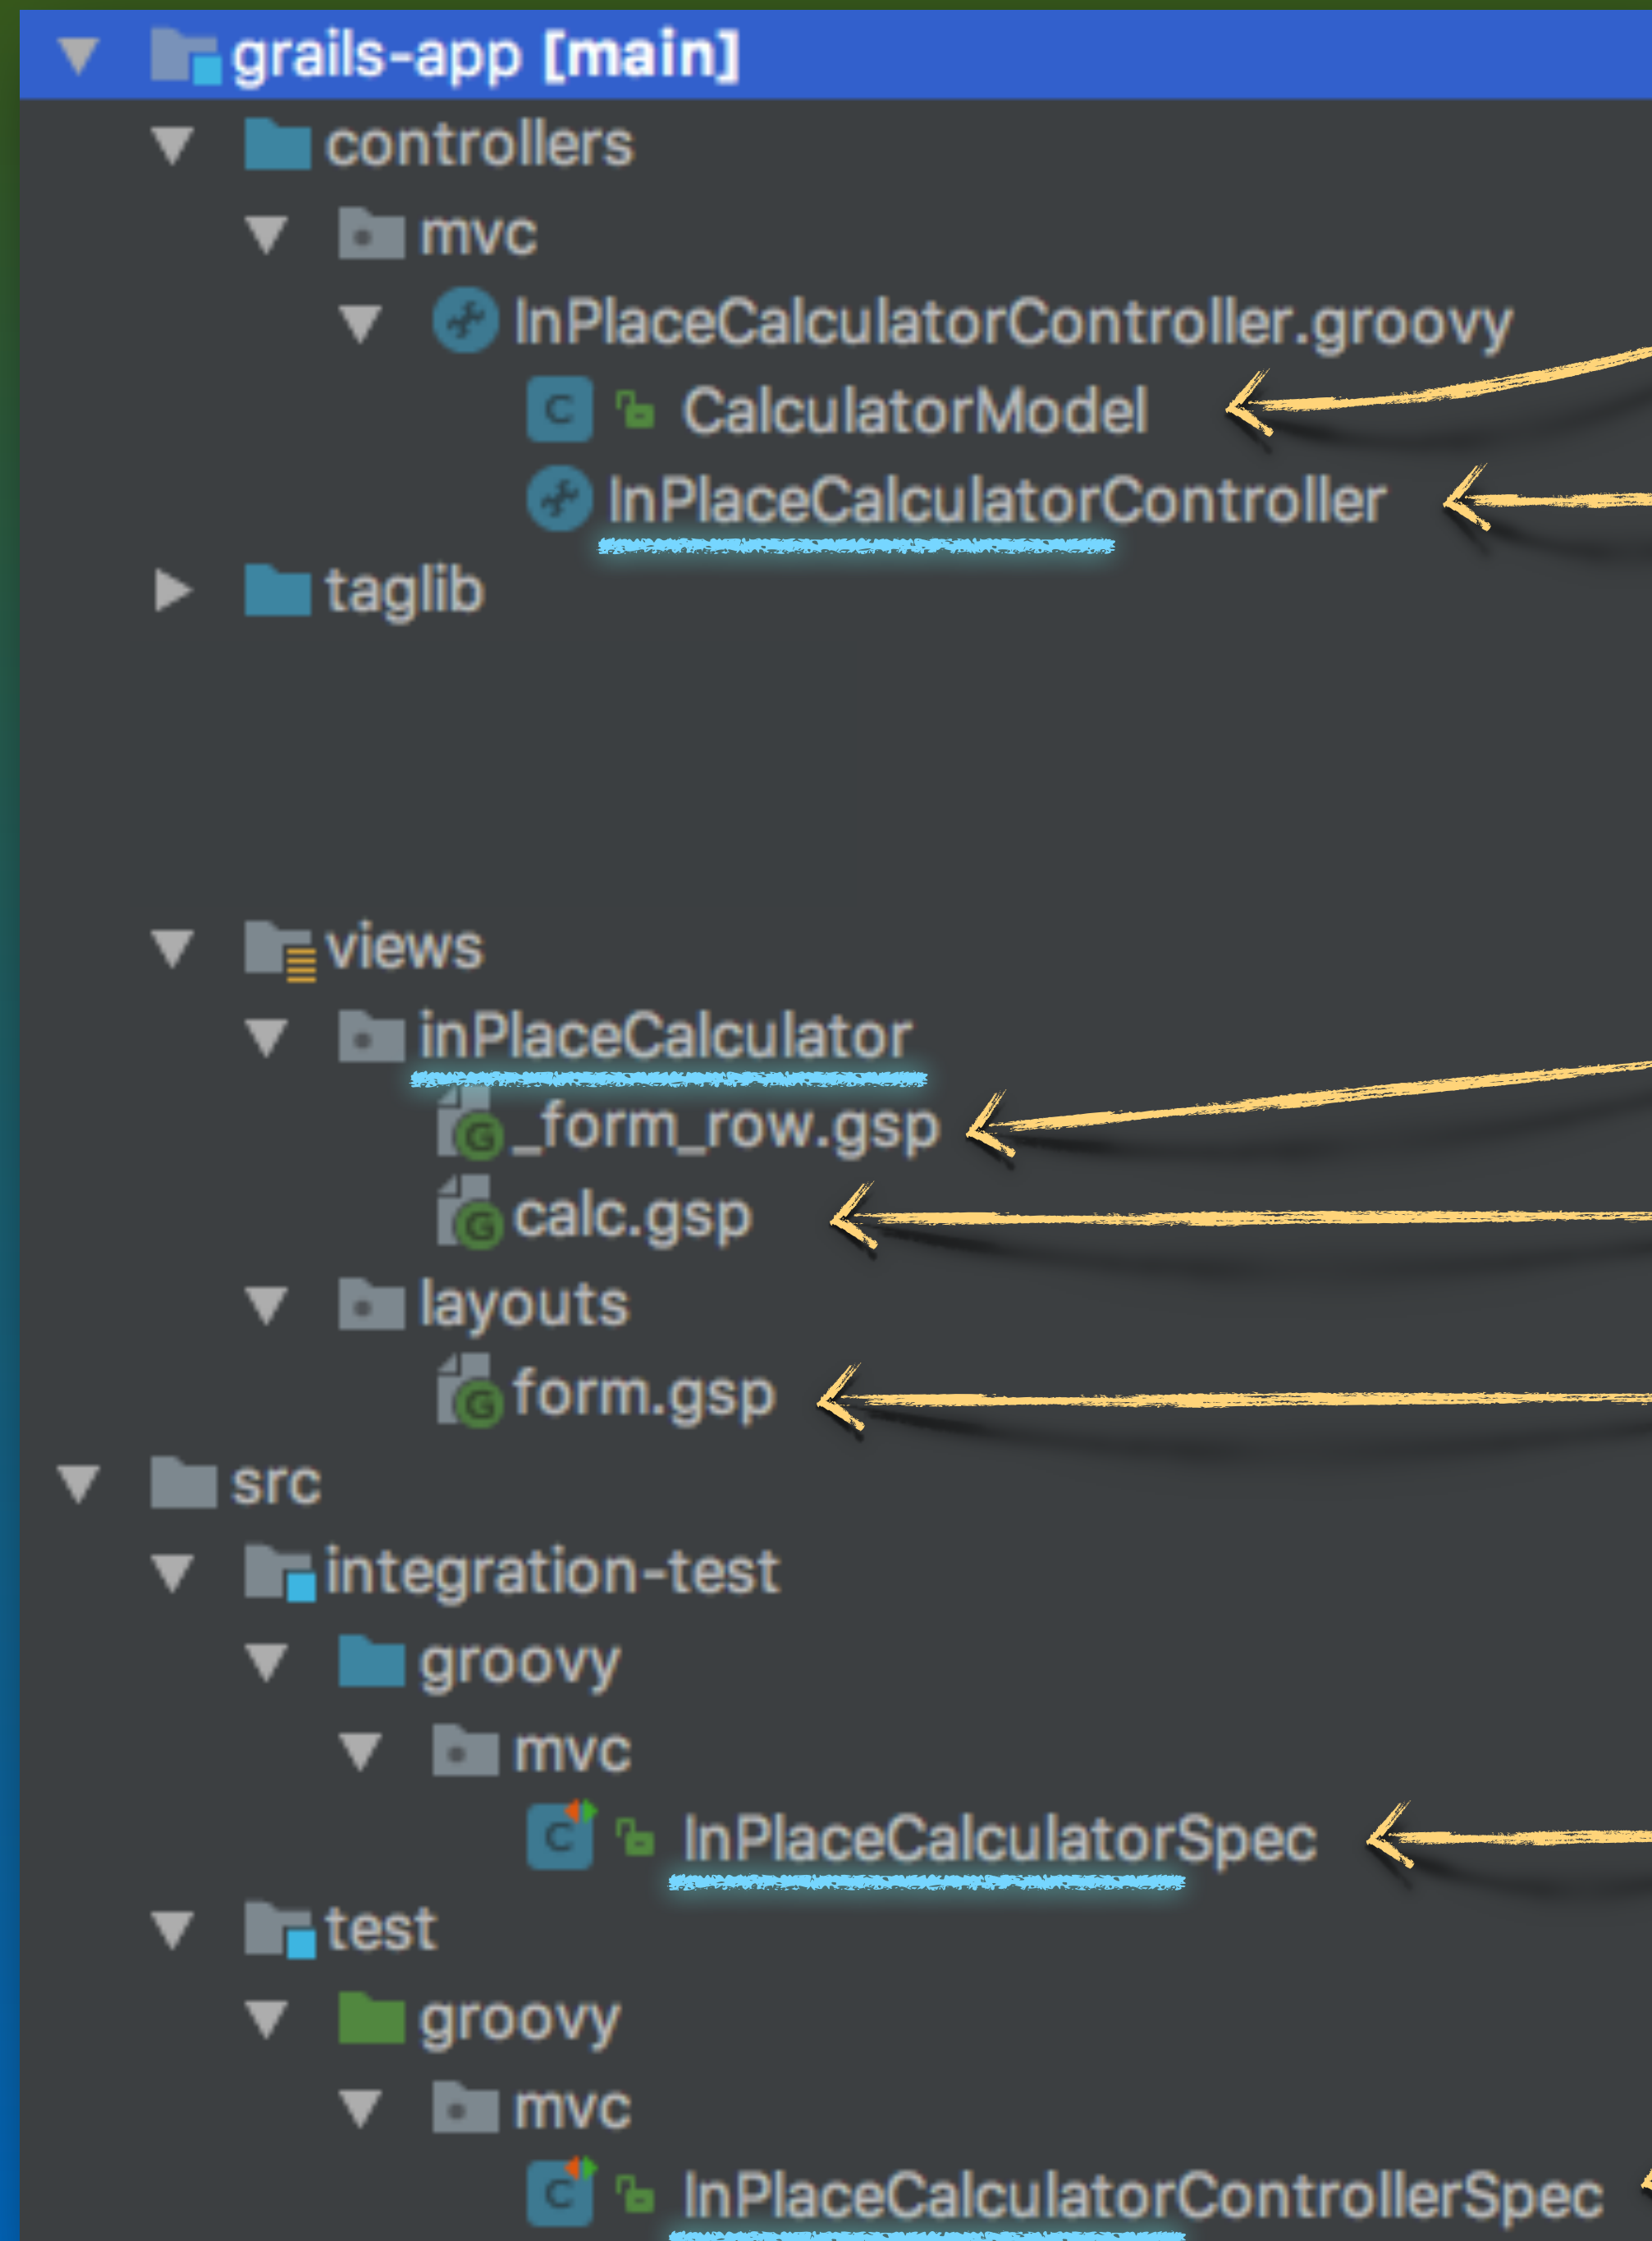 grails-app [main]
controllers
mvc
InPlaceCalculatorController.groovy
C CalculatorModel
InPlaceCalculatorController
taglib
views
inPlaceCalculator
G _form_row.gsp
G calc.gsp
layouts
G form.gsp
src
integration-test
groovy
mvc
C InPlaceCalculatorSpec
test
groovy
mvc
C InPlaceCalculatorControllerSpec